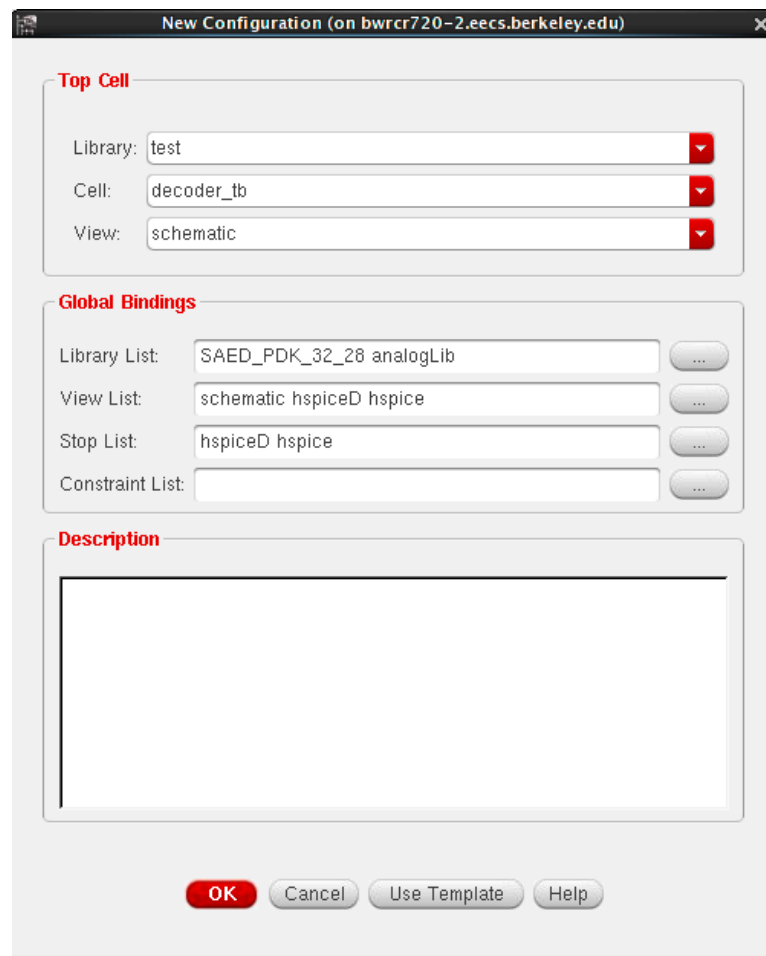 New Configuration (on bwrcr720-2.eecs.berkeley.edu)
Top Cell
Library: test
Cell: decoder_tb
View: schematic
Global Bindings
Library List: SAED_PDK_32_28 analogLib ...
View List: schematic hspiceD hspice ...
Stop List: hspiceD hspice ...
Constraint List: ...
Description
OK Cancel Use Template Help